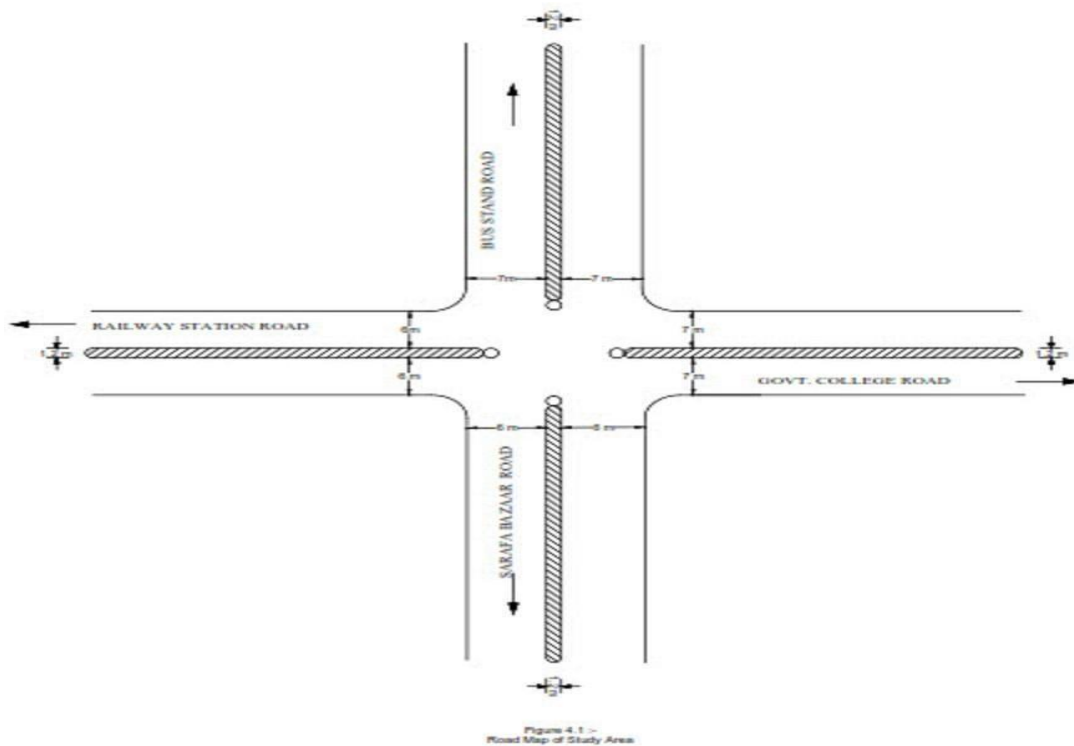 BUS STAND ROAD
7m
7 m
RAILWAY STATION ROAD
6m
7 m
6 m
7 m
GOVT. COLLEGE ROAD
6 m
6 m
SARAFA BAZAAR ROAD
Figure 4.1 :-
Road Map of Study Area